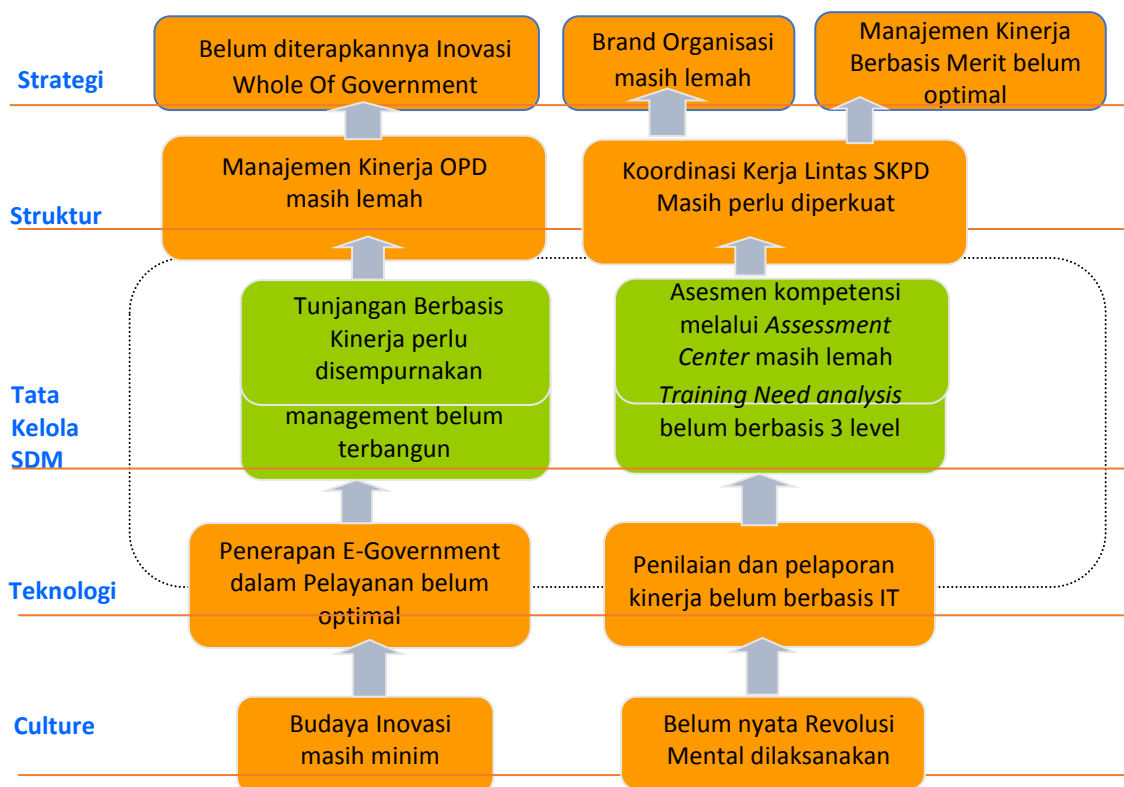 Belum diterapkannya Inovasi
Whole Of Government
Brand Organisasi
masih lemah
Manajemen Kinerja
Berbasis Merit belum
optimal
Strategi
Manajemen Kinerja OPD
masih lemah
Koordinasi Kerja Lintas SKPD
Masih perlu diperkuat
Struktur
Tunjangan Berbasis
Kinerja perlu
disempurnakan
management belum
terbangun
Asesmen kompetensi
melalui Assessment
Center masih lemah
Training Need analysis
belum berbasis 3 level
Tata
Kelola
SDM
Penerapan E-Government
dalam Pelayanan belum
optimal
Penilaian dan pelaporan
kinerja belum berbasis IT
Teknologi
Budaya Inovasi
masih minim
Belum nyata Revolusi
Mental dilaksanakan
Culture